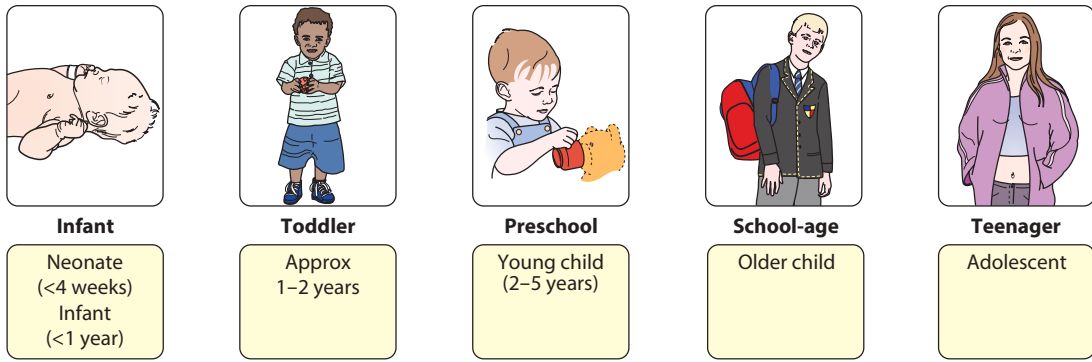 Infant
Neonate
(<4 weeks)
Infant
(<1 year)
Toddler
Approx
1–2 years
Preschool
Young child
(2–5 years)
School-age
Older child
Teenager
Adolescent